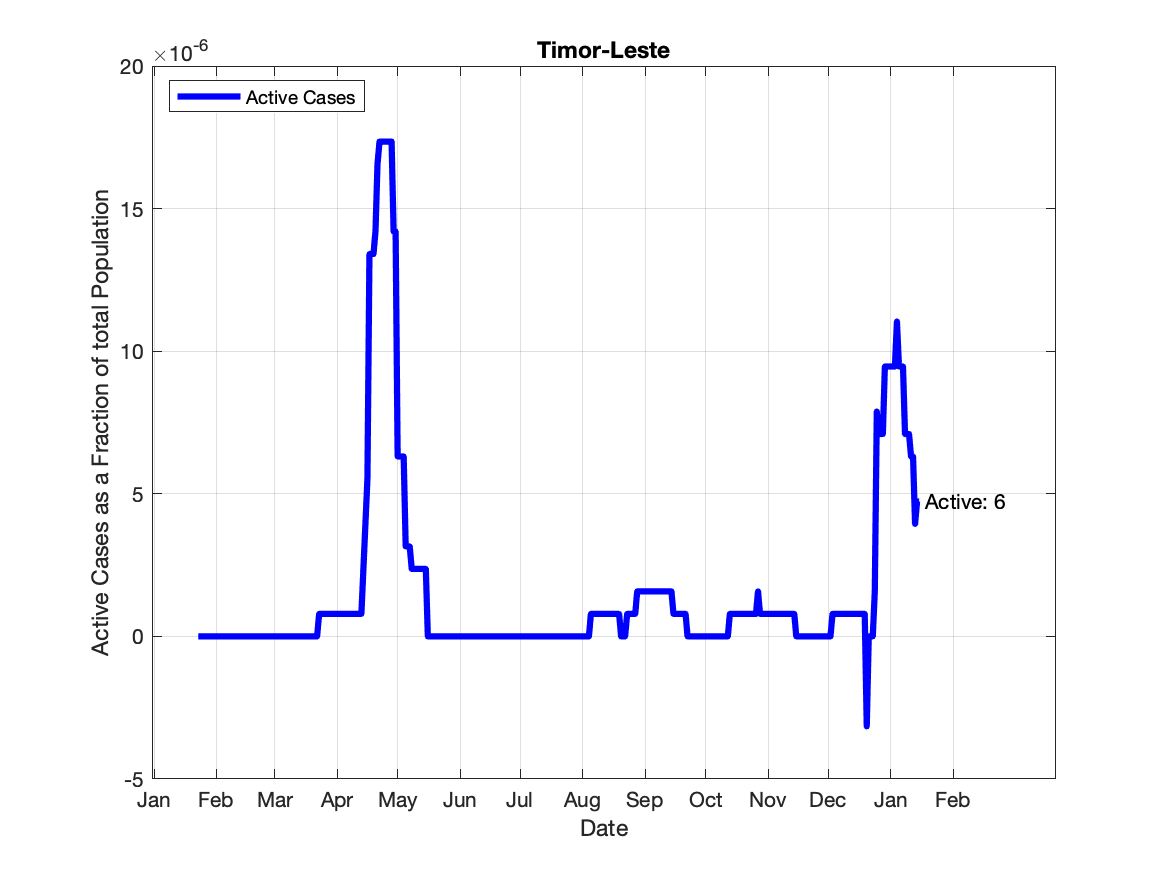 Timor-Leste
×10^-6
20
15
10
5
0
-5
Active Cases
Active: 6
Active Cases as a Fraction of total Population
Jan Feb Mar Apr May Jun Jul Aug Sep Oct Nov Dec Jan Feb
Date